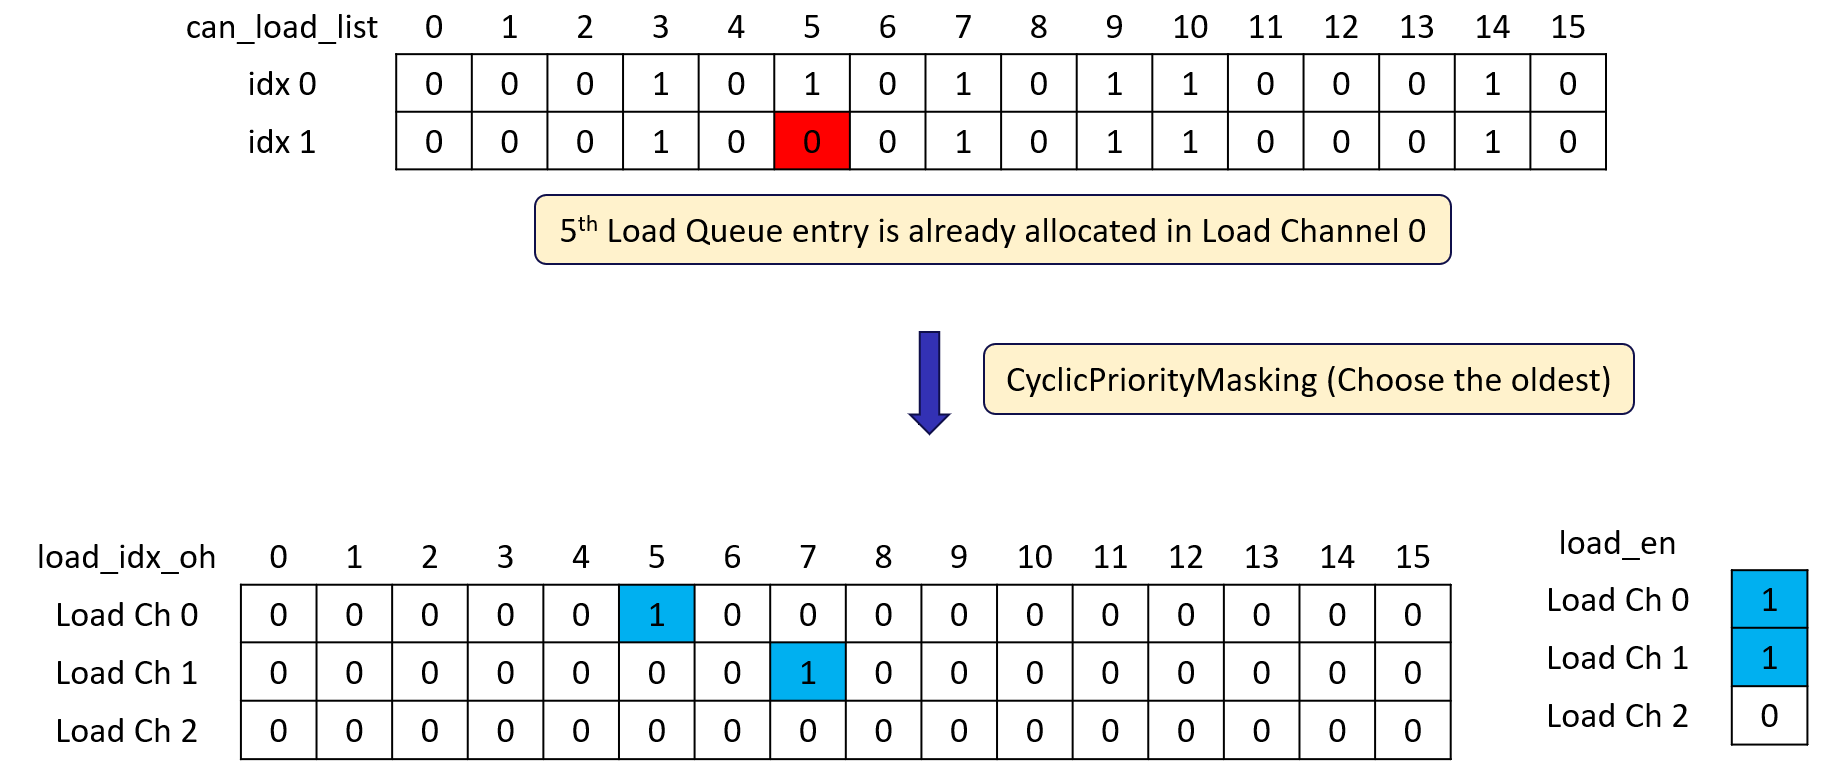 can_load_list 0 1 2 3 4 5 6 7 8 9 10 11 12 13 14 15
idx 0 0 0 0 1 0 1 0 1 0 1 1 0 0 0 1 0
idx 1 0 0 0 1 0 0 0 1 0 1 1 0 0 0 1 0
5th Load Queue entry is already allocated in Load Channel 0
CyclicPriorityMasking (Choose the oldest)
load_idx_oh 0 1 2 3 4 5 6 7 8 9 10 11 12 13 14 15
Load Ch 0 0 0 0 0 0 1 0 0 0 0 0 0 0 0 0 0
Load Ch 1 0 0 0 0 0 0 0 1 0 0 0 0 0 0 0 0
Load Ch 2 0 0 0 0 0 0 0 0 0 0 0 0 0 0 0 0
load_en
Load Ch 0 1
Load Ch 1 1
Load Ch 2 0